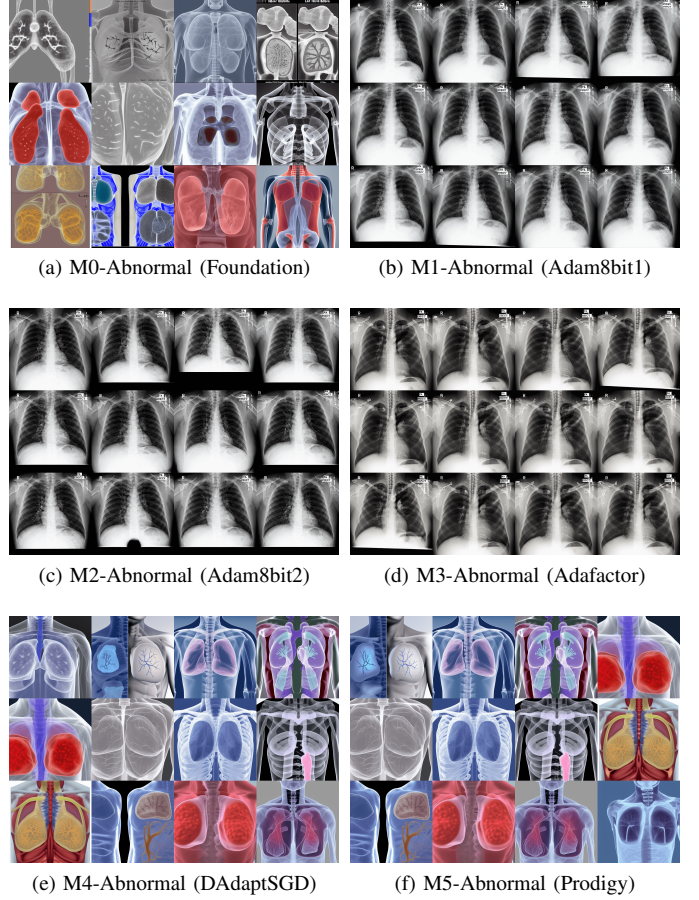 (a) M0-Abnormal (Foundation)
(b) M1-Abnormal (Adam8bit1)
(c) M2-Abnormal (Adam8bit2)
(d) M3-Abnormal (Adafactor)
(e) M4-Abnormal (DAdaptSGD)
(f) M5-Abnormal (Prodigy)